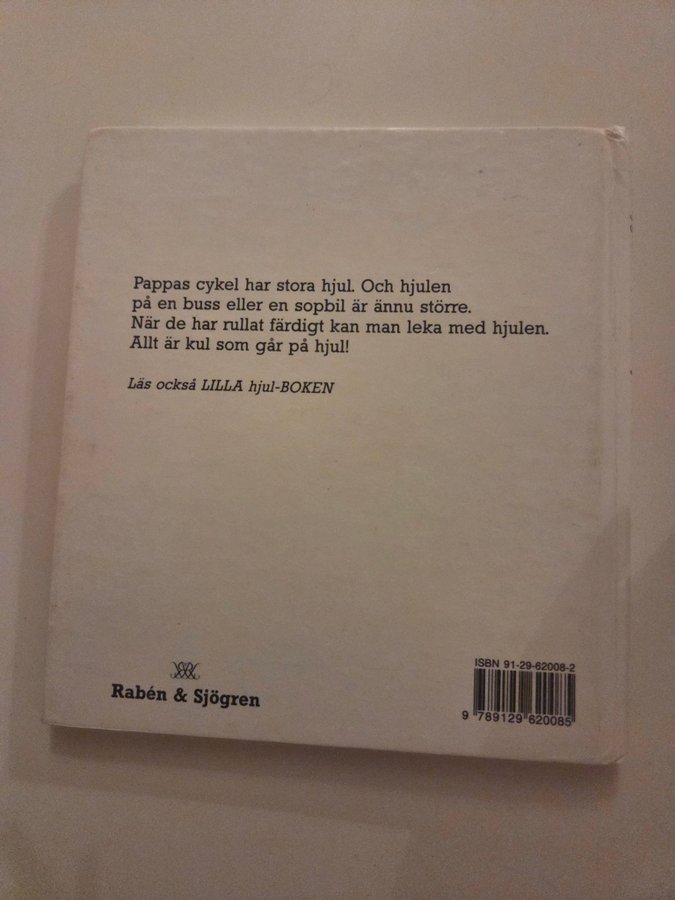 Pappas cykel har stora hjul. Och hjulen
på en buss eller en sopbil är ännu större.
När de har rullat färdigt kan man leka med hjulen.
Allt är kul som går på hjul!
Läs också LILLA hjul-BOKEN
Rabén & Sjögren
ISBN 91-29-62008-2
9 789129 620085